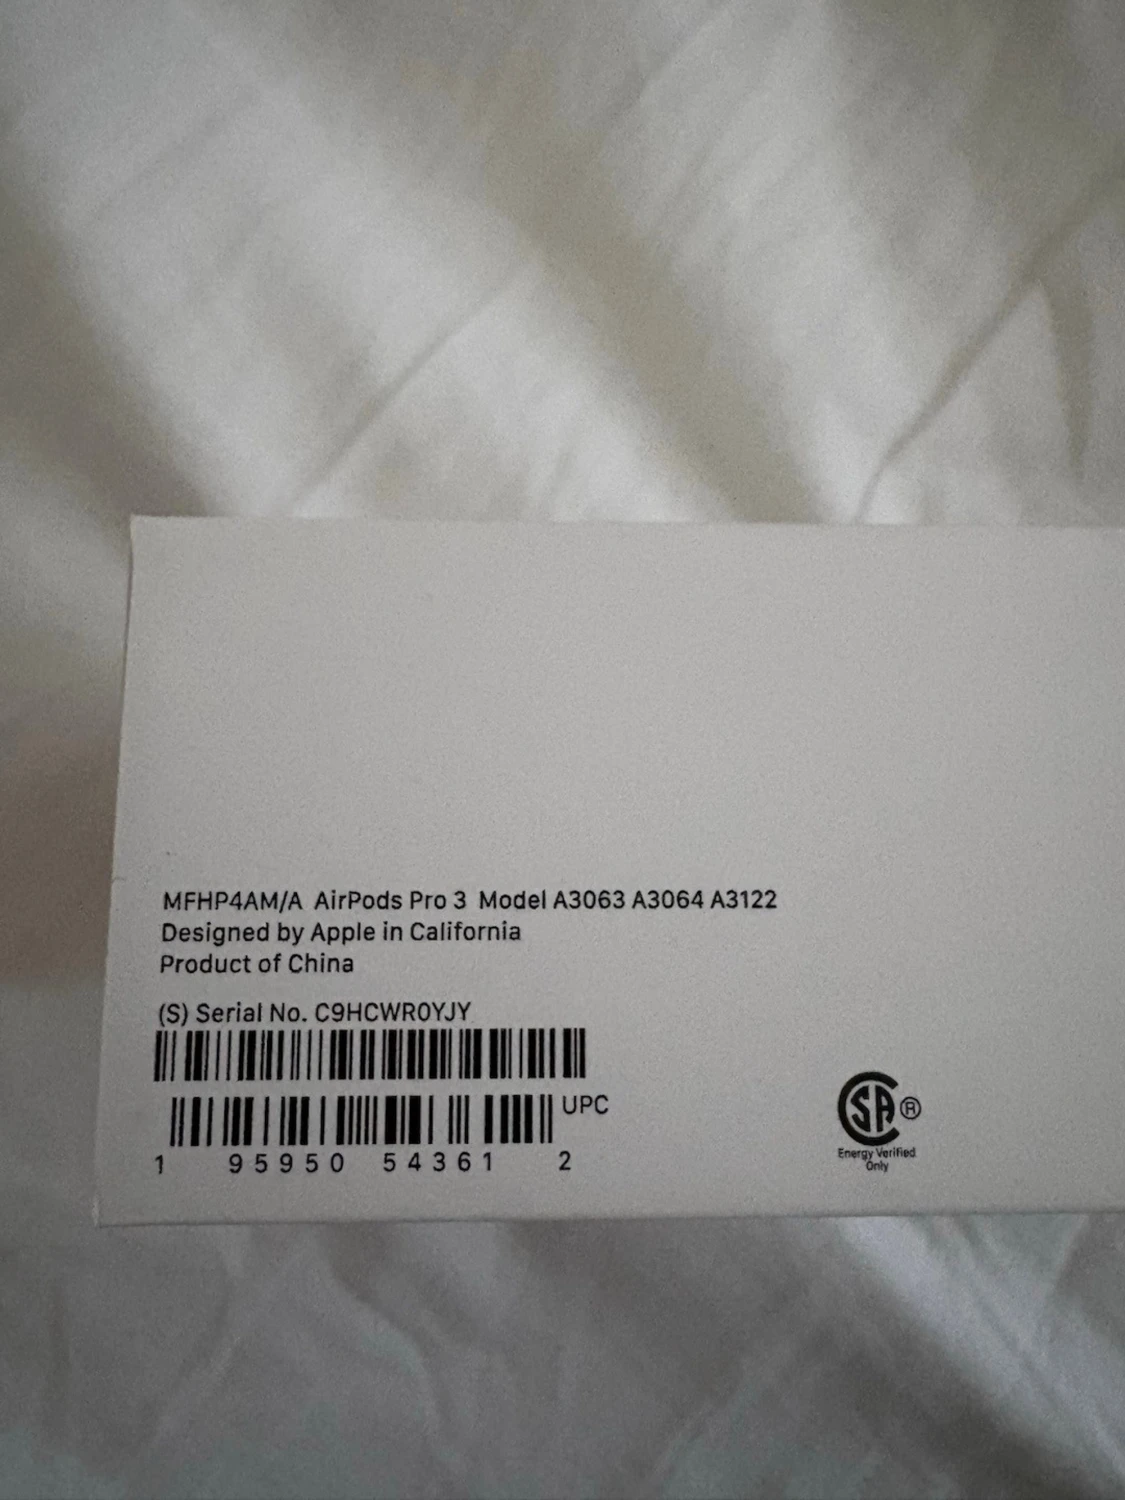 MFHP4AM/A AirPods Pro 3 Model A3063 A3064 A3122
Designed by Apple in California
Product of China
(S) Serial No. C9HCWR0YJY
UPC
1 95950 54361 2
SA ®
Energy Verified
Only